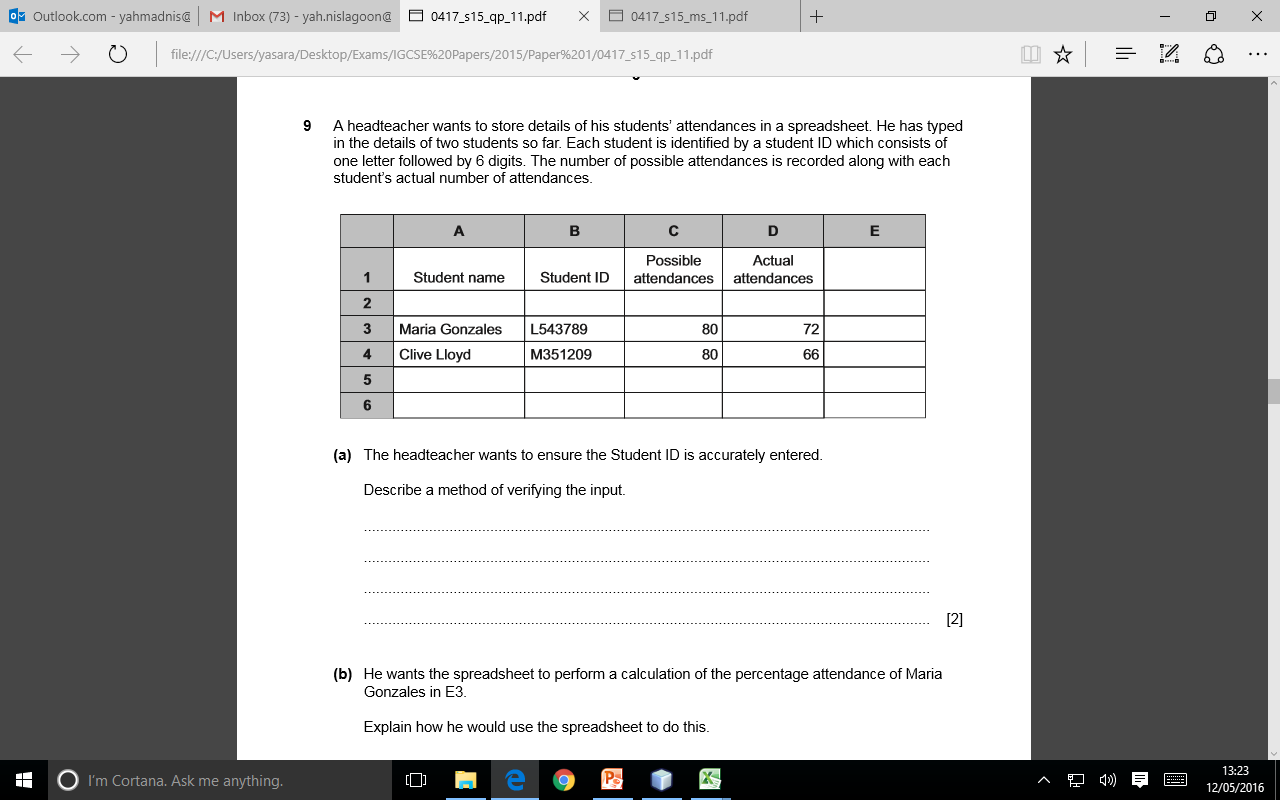 Outlook.com - yahmadnis@
Inbox (73) - yah.nislagoon@
0417_s15_qp_11.pdf
0417_s15_ms_11.pdf
file:///C:/Users/yasara/Desktop/Exams/IGCSE%20Papers/2015/Paper%201/0417_s15_qp_11.pdf
9 A headteacher wants to store details of his students' attendances in a spreadsheet. He has typed
in the details of two students so far. Each student is identified by a student ID which consists of
one letter followed by 6 digits. The number of possible attendances is recorded along with each
student's actual number of attendances.
A B C D E
1 Student name Student ID Possible attendances Actual attendances
2
3 Maria Gonzales L543789 80 72
4 Clive Lloyd M351209 80 66
5
6
(a) The headteacher wants to ensure the Student ID is accurately entered.
Describe a method of verifying the input.
[2]
(b) He wants the spreadsheet to perform a calculation of the percentage attendance of Maria
Gonzales in E3.
Explain how he would use the spreadsheet to do this.
I'm Cortana. Ask me anything.
13:23
12/05/2016